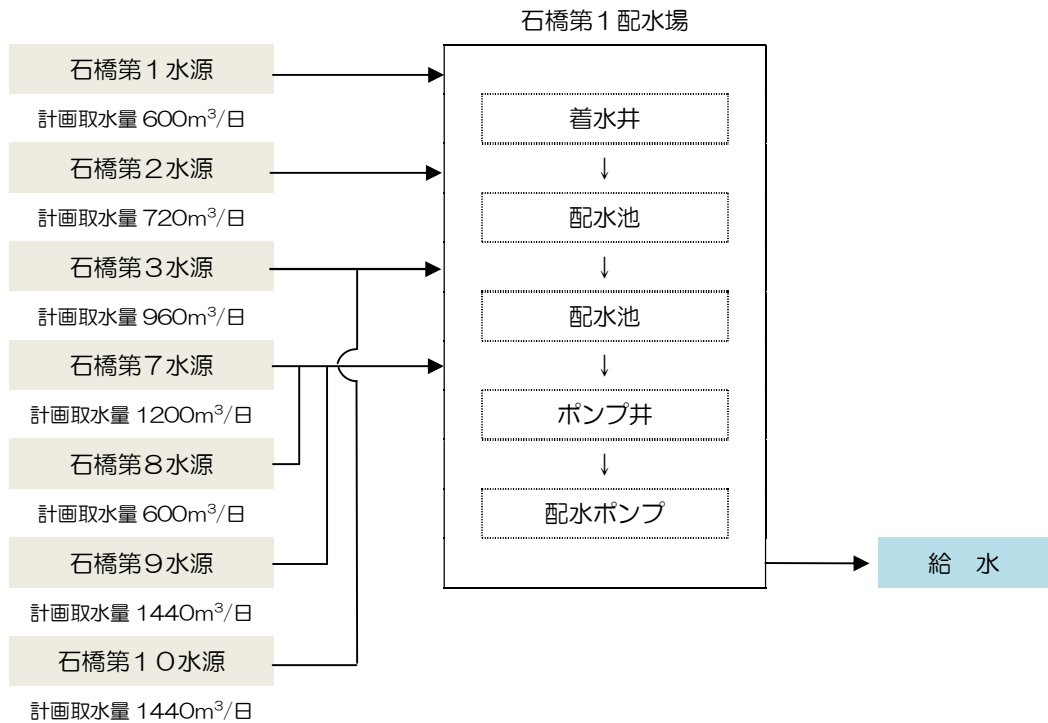 石橋第１配水場
石橋第１水源
計画取水量 600m³/日
石橋第２水源
計画取水量 720m³/日
石橋第３水源
計画取水量 960m³/日
石橋第７水源
計画取水量 1200m³/日
石橋第８水源
計画取水量 600m³/日
石橋第９水源
計画取水量 1440m³/日
石橋第１０水源
計画取水量 1440m³/日
着水井
↓
配水池
↓
配水池
↓
ポンプ井
↓
配水ポンプ
給　水